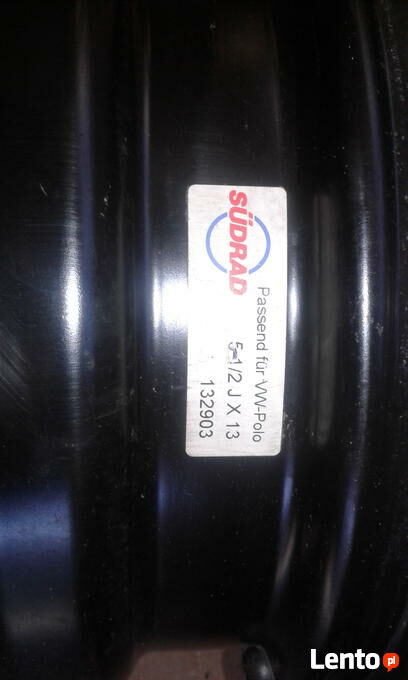 SÜDRAD
Passend für VW-Polo
5 1/2 J X 13
132903
Lento.pl